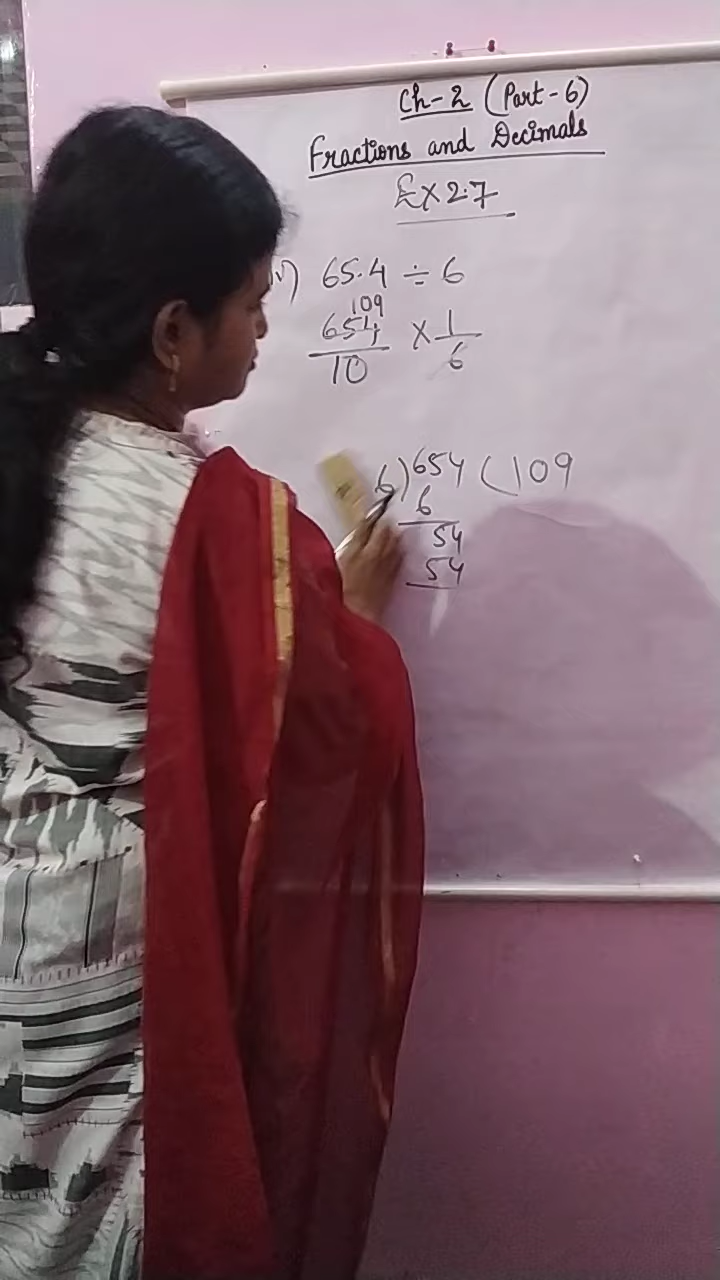 Ch-2 (Part-6)
Fractions and Decimals
Ex 2.7
iv) 65.4 ÷ 6
109
654 × 1
10 6
6) 654 (109
6
54
54